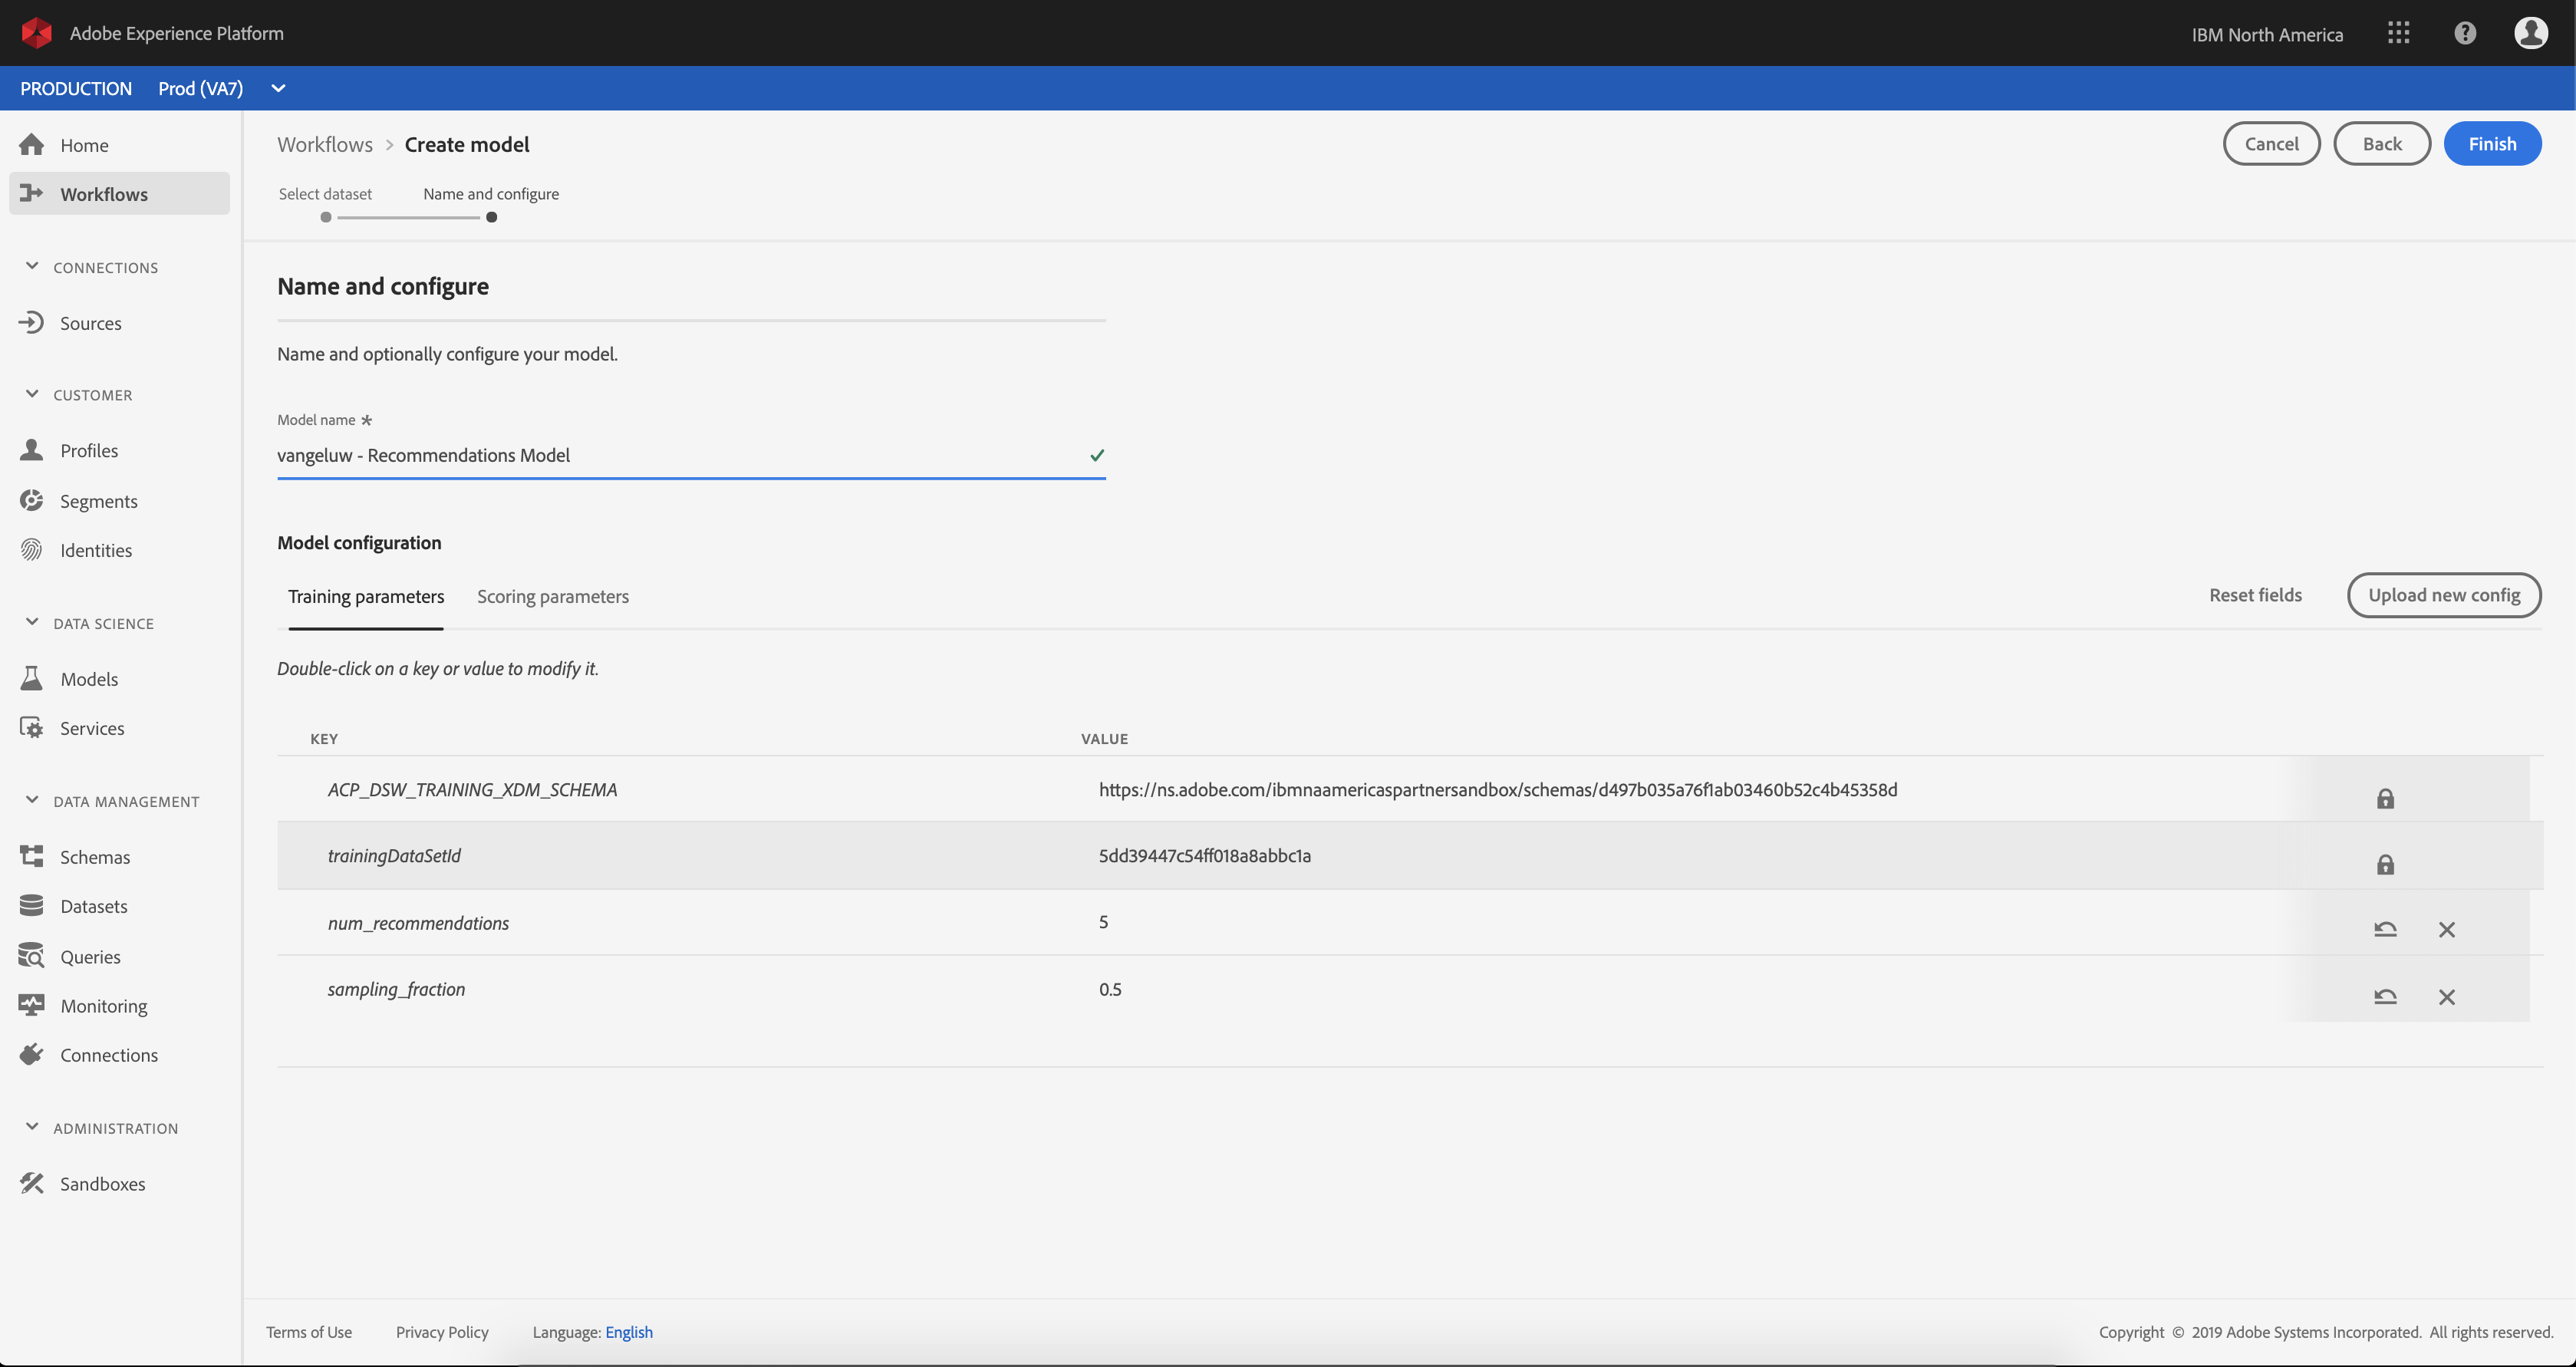 Adobe Experience Platform
IBM North America
PRODUCTION Prod (VA7)
Home
Workflows
CONNECTIONS
Sources
CUSTOMER
Profiles
Segments
Identities
DATA SCIENCE
Models
Services
DATA MANAGEMENT
Schemas
Datasets
Queries
Monitoring
Connections
ADMINISTRATION
Sandboxes
Workflows > Create model
Cancel Back Finish
Select dataset Name and configure
Name and configure
Name and optionally configure your model.
Model name *
vangeluw - Recommendations Model
Model configuration
Training parameters Scoring parameters Reset fields Upload new config
Double-click on a key or value to modify it.
KEY VALUE
ACP_DSW_TRAINING_XDM_SCHEMA https://ns.adobe.com/ibmnaamericaspartnersandbox/schemas/d497b035a76f1ab03460b52c4b45358d
trainingDataSetId 5dd39447c54ff018a8abbc1a
num_recommendations 5
sampling_fraction 0.5
Terms of Use Privacy Policy Language: English Copyright © 2019 Adobe Systems Incorporated. All rights reserved.